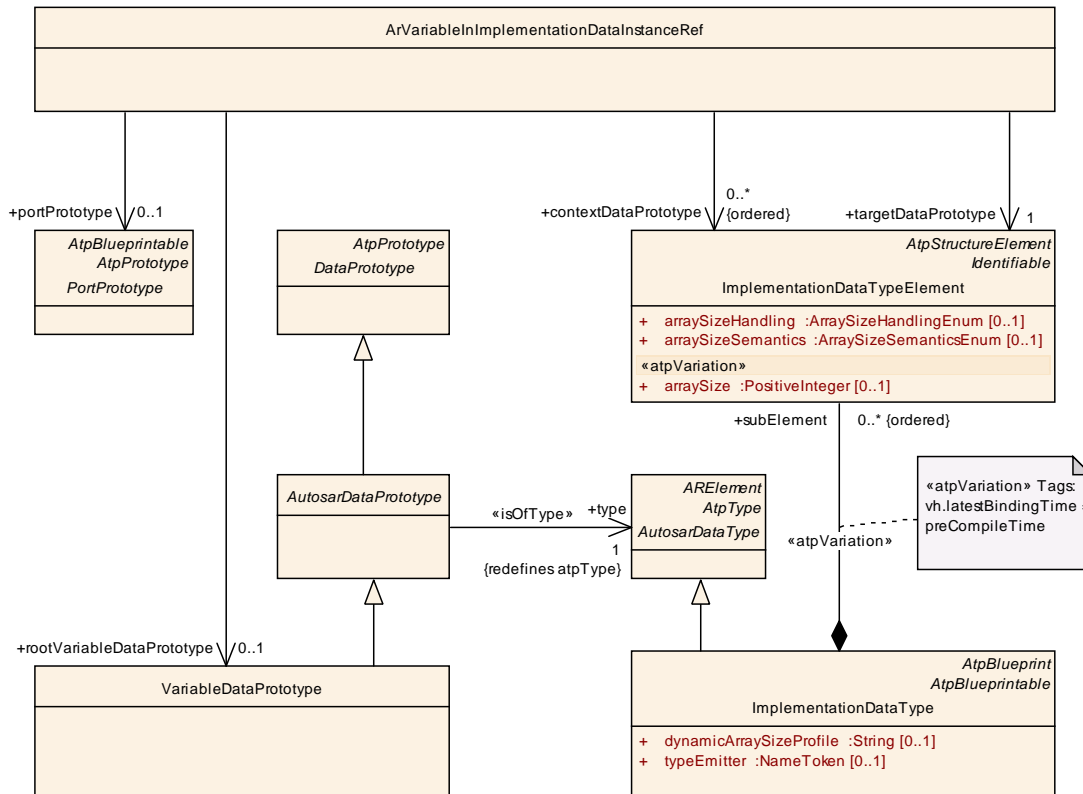 ArVariableInImplementationDataInstanceRef
+portPrototype
0..1
+contextDataPrototype
0..*
{ordered}
+targetDataPrototype
1
AtpBlueprintable
AtpPrototype
PortPrototype
AtpPrototype
DataPrototype
AtpStructureElement
Identifiable
ImplementationDataTypeElement
+ arraySizeHandling :ArraySizeHandlingEnum [0..1]
+ arraySizeSemantics :ArraySizeSemanticsEnum [0..1]
«atpVariation»
+ arraySize :PositiveInteger [0..1]
+subElement
0..* {ordered}
«atpVariation» Tags:
vh.latestBindingTime =
preCompileTime
«atpVariation»
AutosarDataPrototype
«isOfType»
+type
1
{redefines atpType}
ARElement
AtpType
AutosarDataType
+rootVariableDataPrototype
0..1
VariableDataPrototype
AtpBlueprint
AtpBlueprintable
ImplementationDataType
+ dynamicArraySizeProfile :String [0..1]
+ typeEmitter :NameToken [0..1]